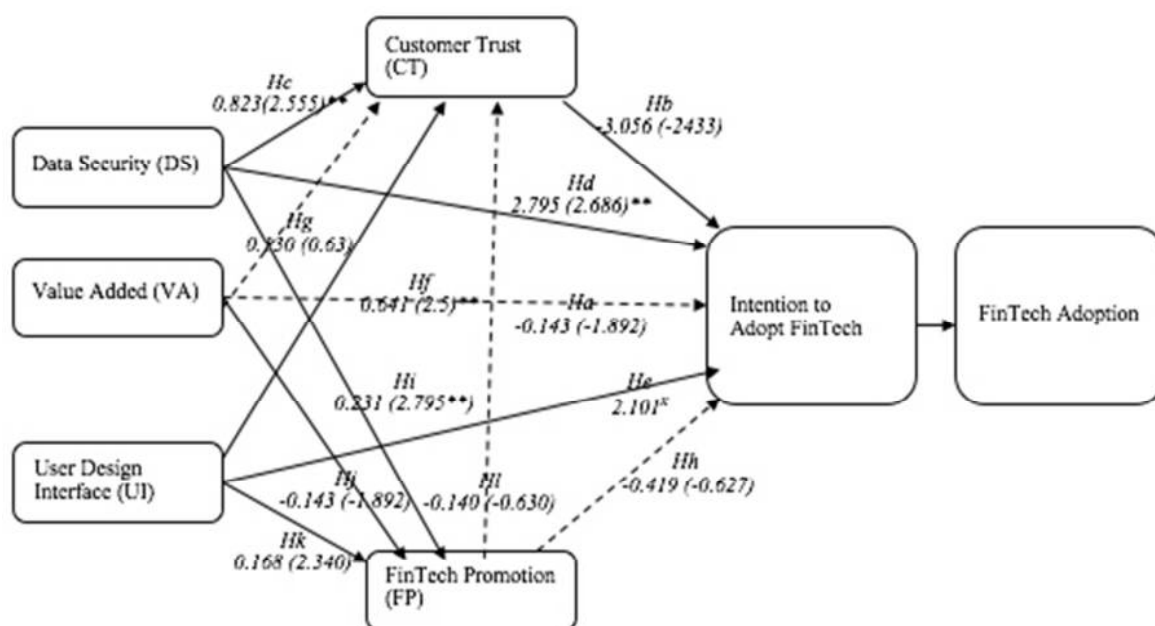 Customer Trust
(CT)
Hc
0.823(2.555)**
Hb
-3.056 (-2433)
Data Security (DS)
Hd
2.795 (2.686)**
Hg
0.330 (0.63)
Value Added (VA)
Hf
0.641 (2.5)**
Ha
-0.143 (-1.892)
Intention to
Adopt FinTech
FinTech Adoption
Hi
0.231 (2.795**)
He
2.101ˣ
User Design
Interface (UI)
Hj
-0.143 (-1.892)
Hl
-0.140 (-0.630)
Hh
-0.419 (-0.627)
Hk
0.168 (2.340)
FinTech Promotion
(FP)